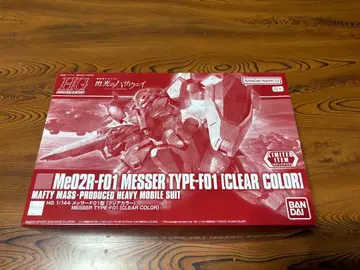 HG
閃光のハサウェイ
BANDAI NAMCO
LIMITED ITEM
Me02R-F01 MESSER TYPE-F01 [CLEAR COLOR]
MAFTY MASS-PRODUCED HEAVY MOBILE SUIT
HG 1/144 メッサーF01型 [クリアカラー]
MESSER TYPE-F01 [CLEAR COLOR]
BAN
DAI